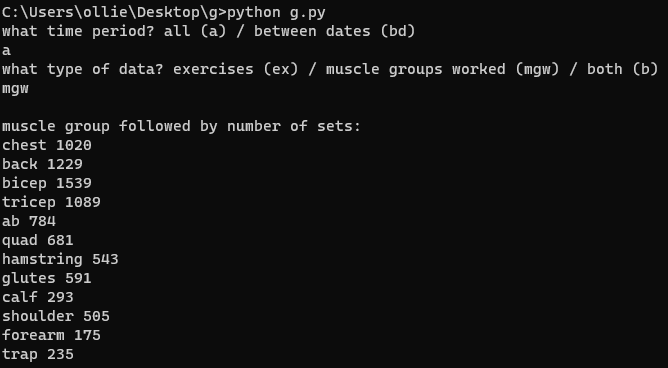 C:\Users\ollie\Desktop\g>python g.py
what time period? all (a) / between dates (bd)
a
what type of data? exercises (ex) / muscle groups worked (mgw) / both (b)
mgw
muscle group followed by number of sets:
chest 1020
back 1229
bicep 1539
tricep 1089
ab 784
quad 681
hamstring 543
glutes 591
calf 293
shoulder 505
forearm 175
trap 235